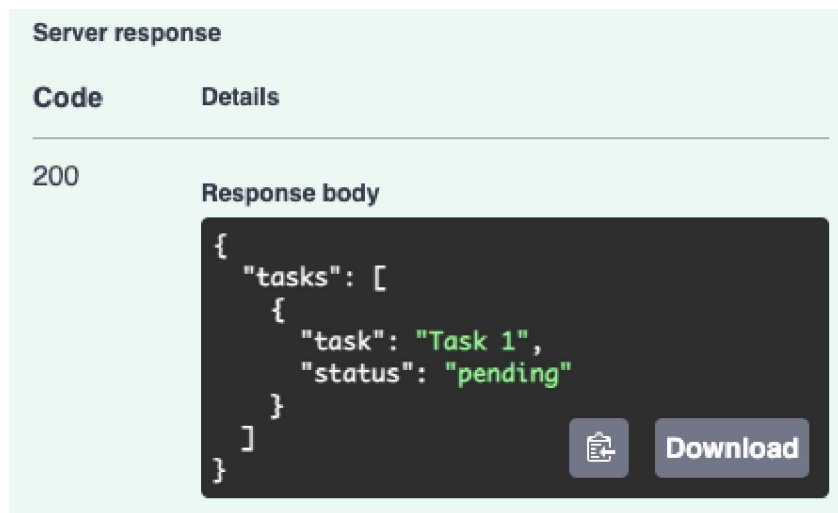 Server response
Code Details
200
Response body
{
  "tasks": [
    {
      "task": "Task 1",
      "status": "pending"
    }
  ]
}
Download